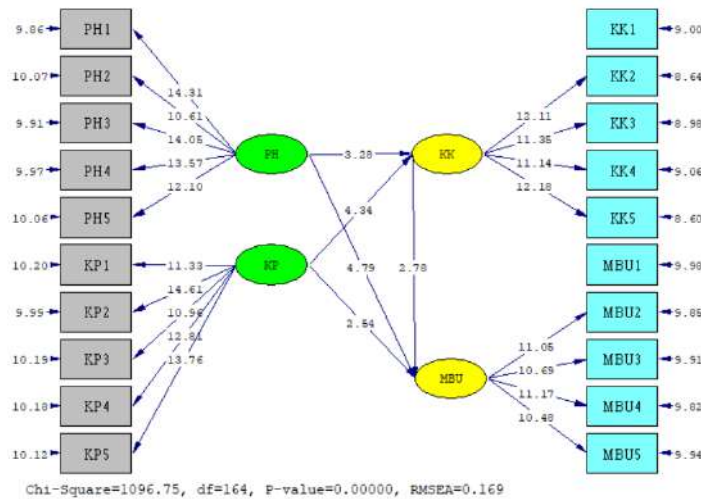 9.86 PH1 KK1 9.00
10.07 PH2 KK2 8.64
14.31
12.11
10.61
9.91 PH3 KK3 8.98
14.05
11.35
PH 3.28 KK
9.97 PH4 13.57 11.14 KK4 9.06
12.10
12.18
10.06 PH5 KK5 8.60
4.34
10.20 KP1 11.33 KP 4.79 2.78 MBU1 9.98
14.61
9.99 KP2 MBU2 9.85
10.96
2.54
12.81
11.05
10.19 KP3 13.76 10.69 MBU3 9.91
MBU
11.17
10.18 KP4 MBU4 9.82
10.48
10.12 KP5 MBU5 9.94
Chi-Square=1096.75, df=164, P-value=0.00000, RMSEA=0.169